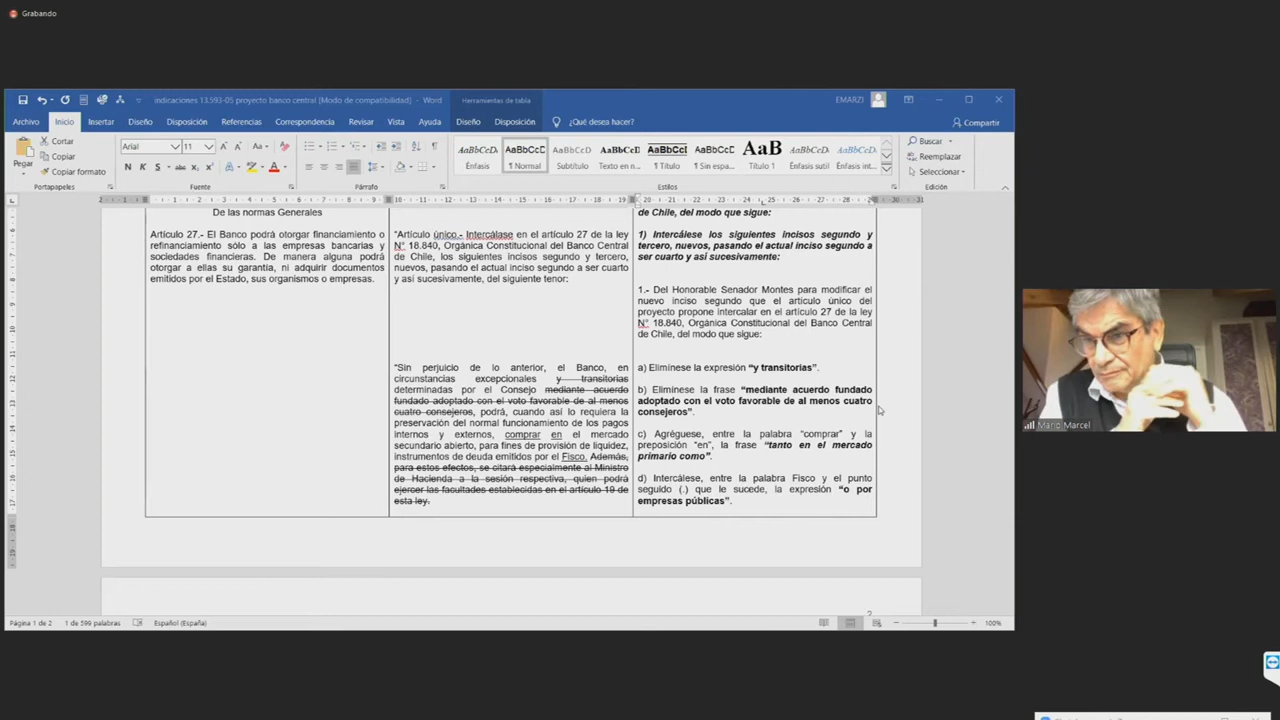 Grabando
indicaciones 13.593-05 proyecto banco central [Modo de compatibilidad] - Word
Herramientas de tabla
EMARZI
Archivo Inicio Insertar Diseño Disposición Referencias Correspondencia Revisar Vista Ayuda Diseño Disposición ¿Qué desea hacer? Compartir
Pegar
Cortar
Copiar
Copiar formato
Portapapeles
Arial 11
N K S abc
Fuente
Párrafo
AaBbCcDc Énfasis
AaBbCcDc ¶ Normal
AaBbCcD Subtítulo
AaBbCcDc Texto en n...
AaBbCcI ¶ Título
AaBbCcDc ¶ Sin espa...
AaB Título 1
AaBbCcDc Énfasis sutil
AaBbCcDc Énfasis int...
Estilos
Buscar
Reemplazar
Seleccionar
Edición
De las normas Generales
Artículo 27.- El Banco podrá otorgar financiamiento o
refinanciamiento sólo a las empresas bancarias y
sociedades financieras. De manera alguna podrá
otorgar a ellas su garantía, ni adquirir documentos
emitidos por el Estado, sus organismos o empresas.
"Artículo único.- Intercálase en el artículo 27 de la ley
N° 18.840, Orgánica Constitucional del Banco Central
de Chile, los siguientes incisos segundo y tercero,
nuevos, pasando el actual inciso segundo a ser cuarto
y así sucesivamente, del siguiente tenor:
"Sin perjuicio de lo anterior, el Banco, en
circunstancias excepcionales y transitorias
determinadas por el Consejo mediante acuerdo
fundado adoptado con el voto favorable de al menos
cuatro consejeros, podrá, cuando así lo requiera la
preservación del normal funcionamiento de los pagos
internos y externos, comprar en el mercado
secundario abierto, para fines de provisión de liquidez,
instrumentos de deuda emitidos por el Fisco. Además,
para estos efectos, se citará especialmente al Ministro
de Hacienda a la sesión respectiva, quien podrá
ejercer las facultades establecidas en el artículo 19 de
esta ley.
de Chile, del modo que sigue:
1) Intercálese los siguientes incisos segundo y
tercero, nuevos, pasando el actual inciso segundo a
ser cuarto y así sucesivamente:
1.- Del Honorable Senador Montes para modificar el
nuevo inciso segundo que el artículo único del
proyecto propone intercalar en el artículo 27 de la ley
N° 18.840, Orgánica Constitucional del Banco Central
de Chile, del modo que sigue:
a) Elimínese la expresión "y transitorias".
b) Elimínese la frase "mediante acuerdo fundado
adoptado con el voto favorable de al menos cuatro
consejeros".
c) Agréguese, entre la palabra "comprar" y la
preposición "en", la frase "tanto en el mercado
primario como".
d) Intercálese, entre la palabra Fisco y el punto
seguido (.) que le sucede, la expresión "o por
empresas públicas".
2
Mario Marcel
Página 1 de 2 1 de 599 palabras Español (España) 100%